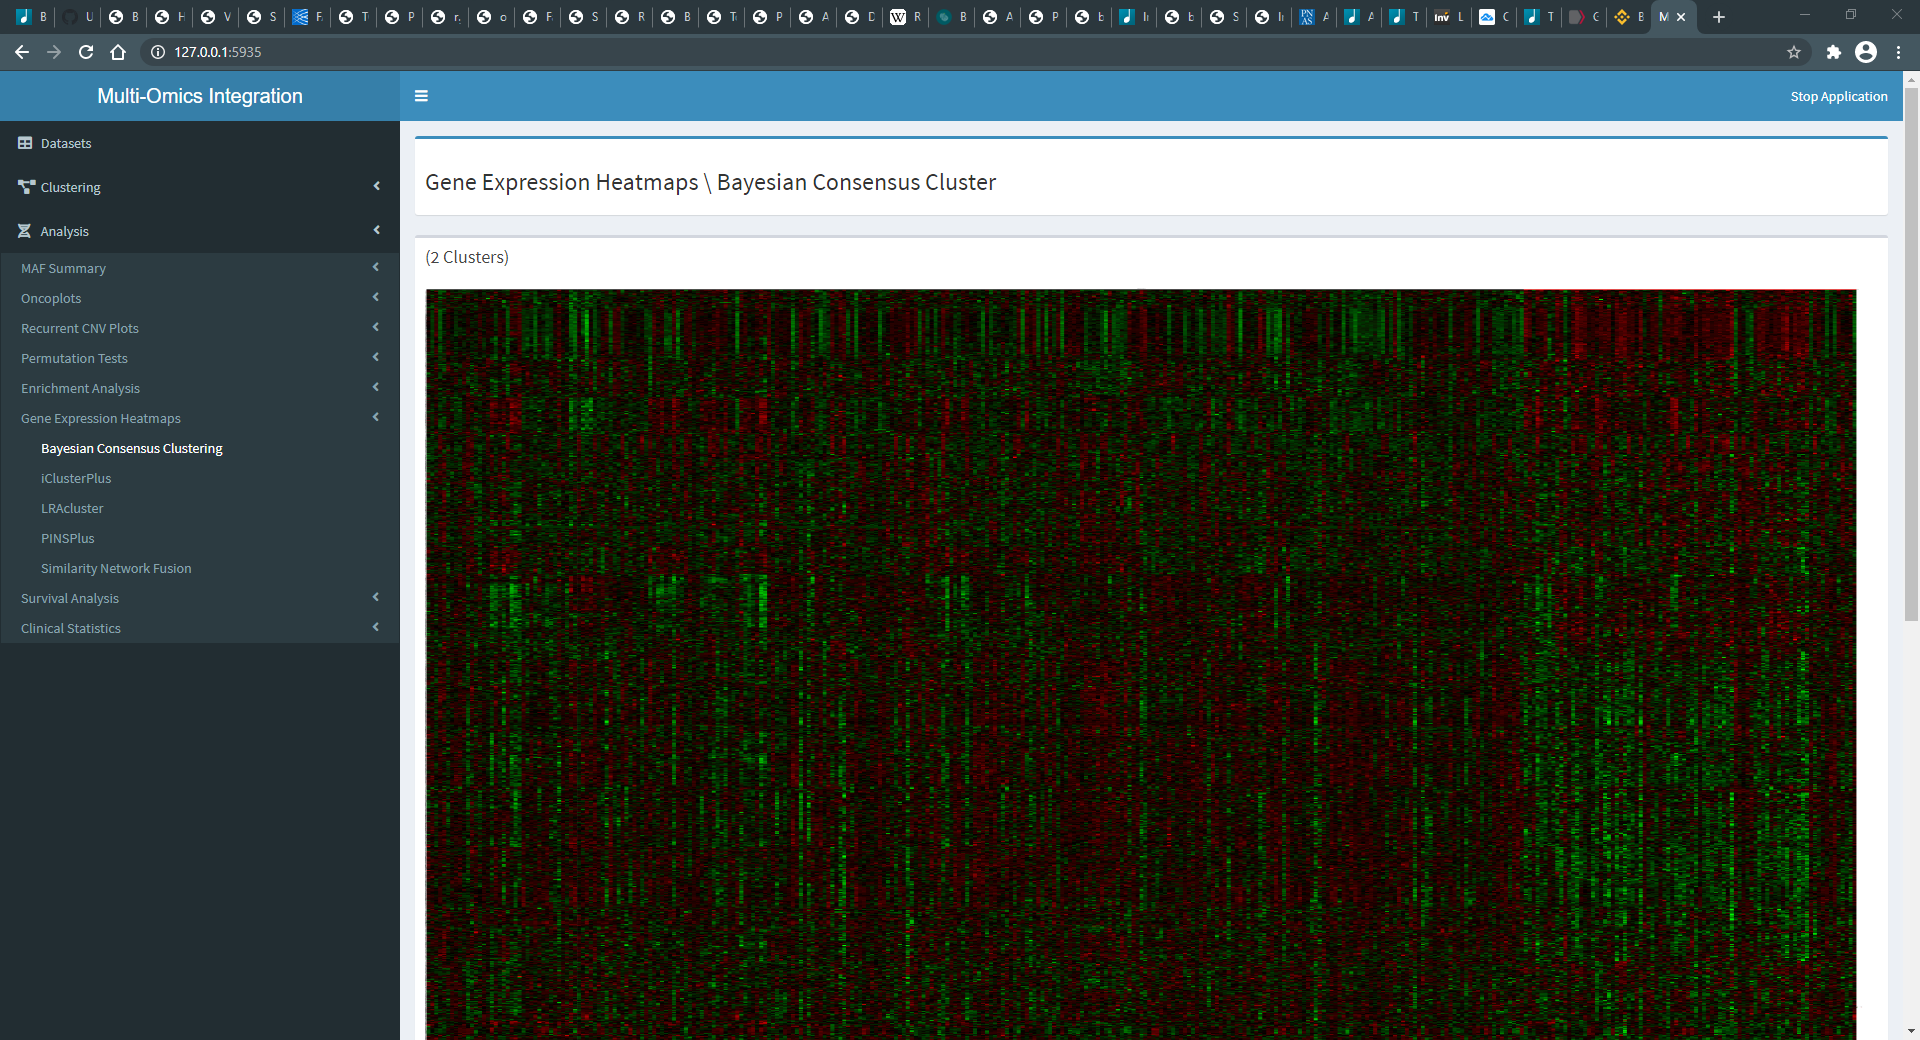 B U B H V S F T P r. o F S R B T P A D R B A P b I b S I A A T L C T C B M
127.0.0.1:5935
Multi-Omics Integration
Stop Application
Datasets
Clustering
Analysis
MAF Summary
Oncoplots
Recurrent CNV Plots
Permutation Tests
Enrichment Analysis
Gene Expression Heatmaps
Bayesian Consensus Clustering
iClusterPlus
LRAcluster
PINSPlus
Similarity Network Fusion
Survival Analysis
Clinical Statistics
Gene Expression Heatmaps \ Bayesian Consensus Cluster
(2 Clusters)